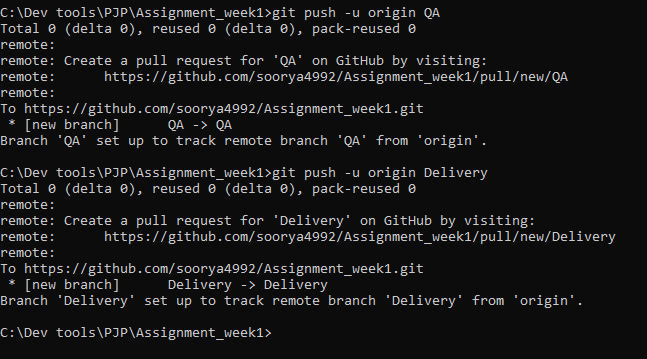 C:\Dev tools\PJP\Assignment_week1>git push -u origin QA
Total 0 (delta 0), reused 0 (delta 0), pack-reused 0
remote:
remote: Create a pull request for 'QA' on GitHub by visiting:
remote:      https://github.com/soorya4992/Assignment_week1/pull/new/QA
remote:
To https://github.com/soorya4992/Assignment_week1.git
 * [new branch]      QA -> QA
Branch 'QA' set up to track remote branch 'QA' from 'origin'.
C:\Dev tools\PJP\Assignment_week1>git push -u origin Delivery
Total 0 (delta 0), reused 0 (delta 0), pack-reused 0
remote:
remote: Create a pull request for 'Delivery' on GitHub by visiting:
remote:      https://github.com/soorya4992/Assignment_week1/pull/new/Delivery
remote:
To https://github.com/soorya4992/Assignment_week1.git
 * [new branch]      Delivery -> Delivery
Branch 'Delivery' set up to track remote branch 'Delivery' from 'origin'.
C:\Dev tools\PJP\Assignment_week1>